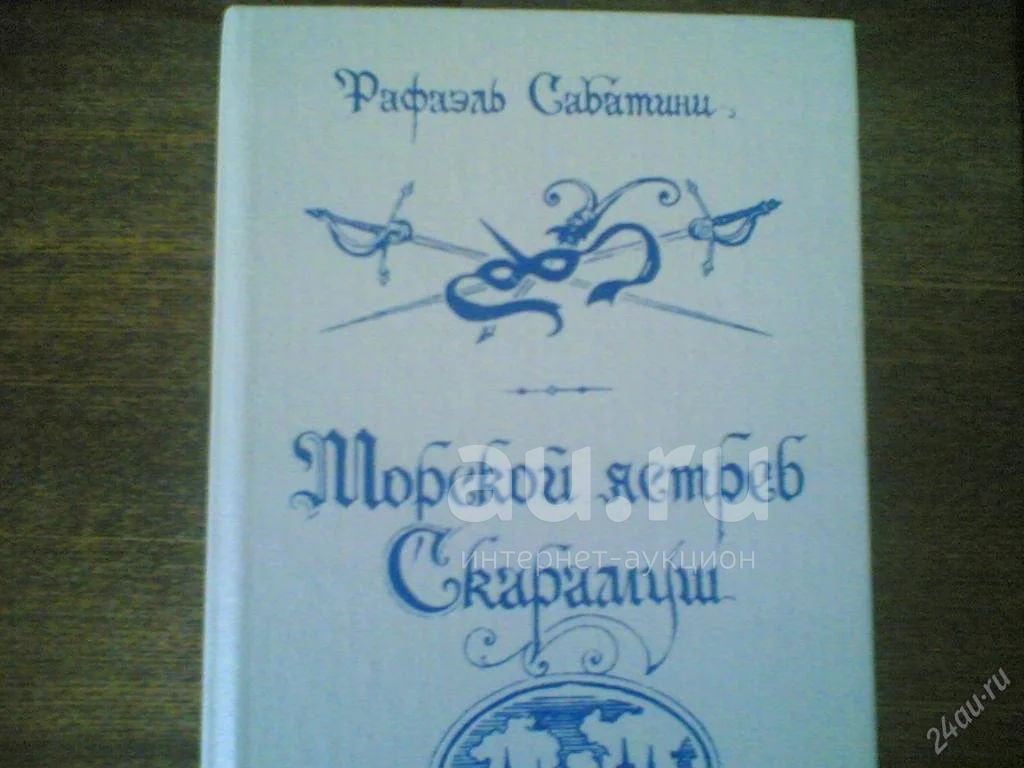 Рафаэль Сабатини
Морской ястреб
au.ru
интернет-аукцион
Скарамуш
24au.ru